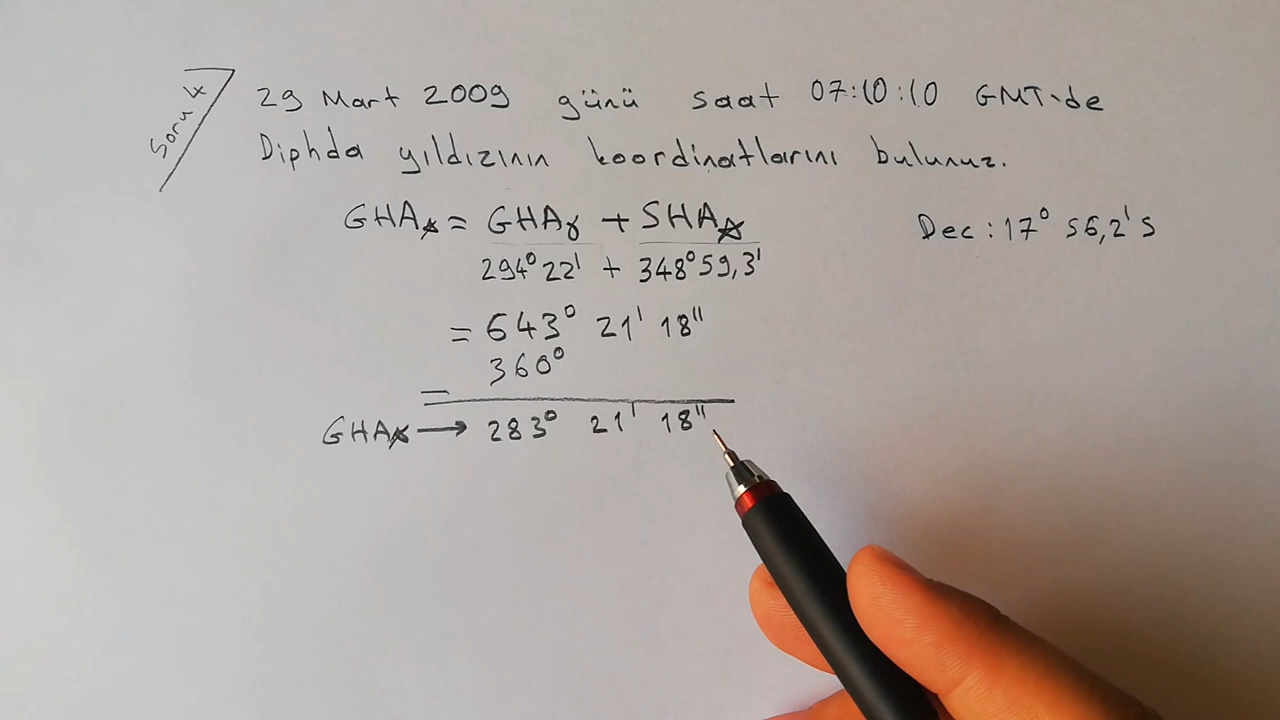 Soru 4
29 Mart 2009 günü saat 07:10:10 GMT'de
Diphda yıldızının koordinatlarını bulunuz.
GHA☆ = GHAɣ + SHA☆
Dec : 17° 56,2' S
294° 22' + 348° 59,3'
= 643° 21' 18"
360°
=
GHA☆ → 283° 21' 18"